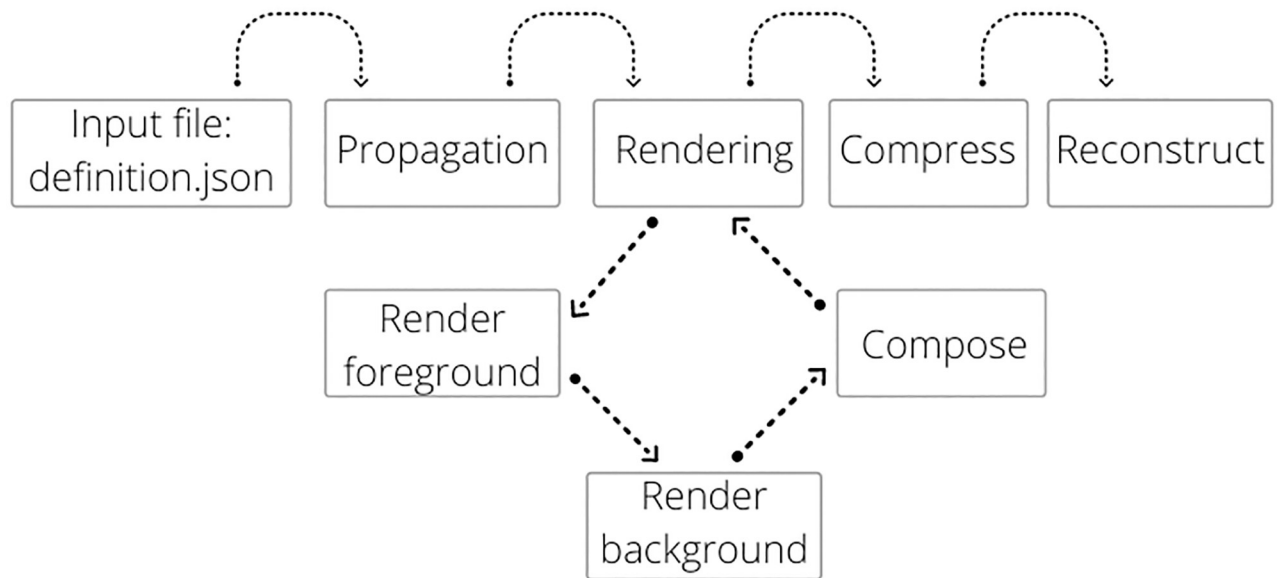 Input file:
definition.json
Propagation
Rendering
Compress
Reconstruct
Render
foreground
Compose
Render
background